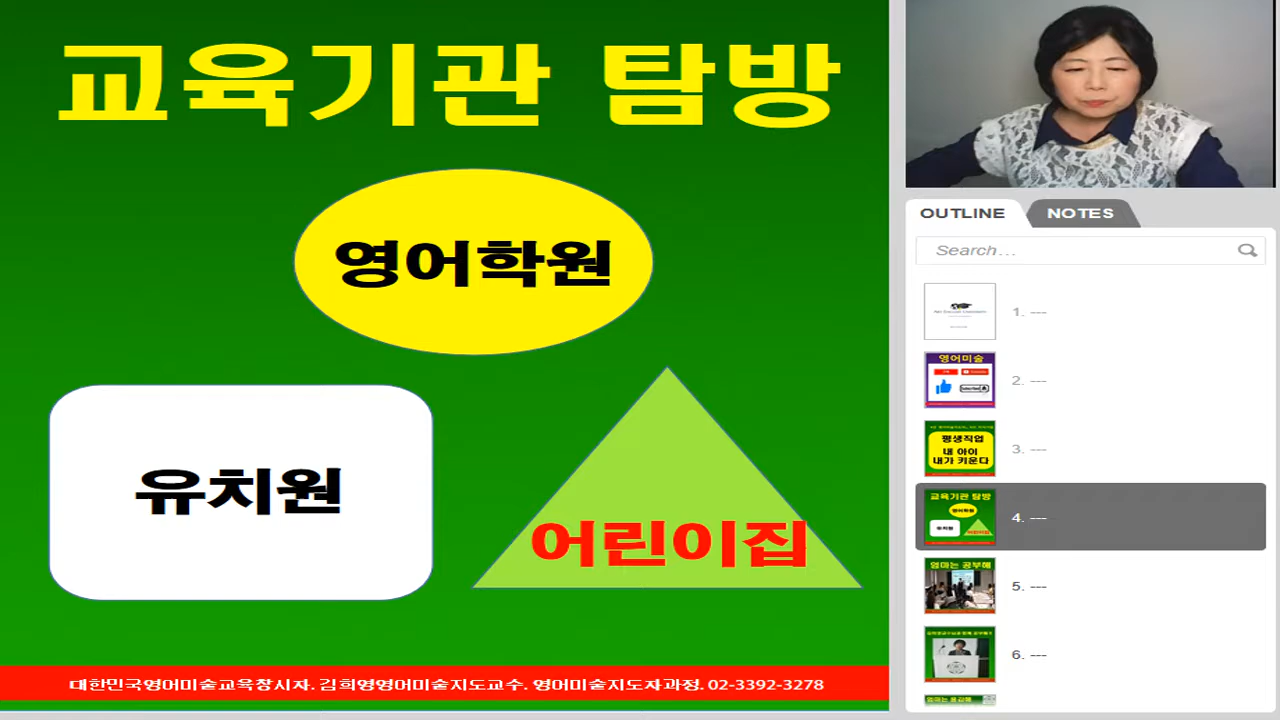 교육기관 탐방
영어학원
유치원
어린이집
대한민국영어미술교육창시자. 김희영영어미술지도교수. 영어미술지도자과정. 02-3392-3278
OUTLINE
NOTES
Search...
1. ---
영어미술
2. ---
평생직업
내 아이
내가 키운다
3. ---
교육기관 탐방
영어학원
유치원
어린이집
4. ---
엄마는 공부해
5. ---
6. ---